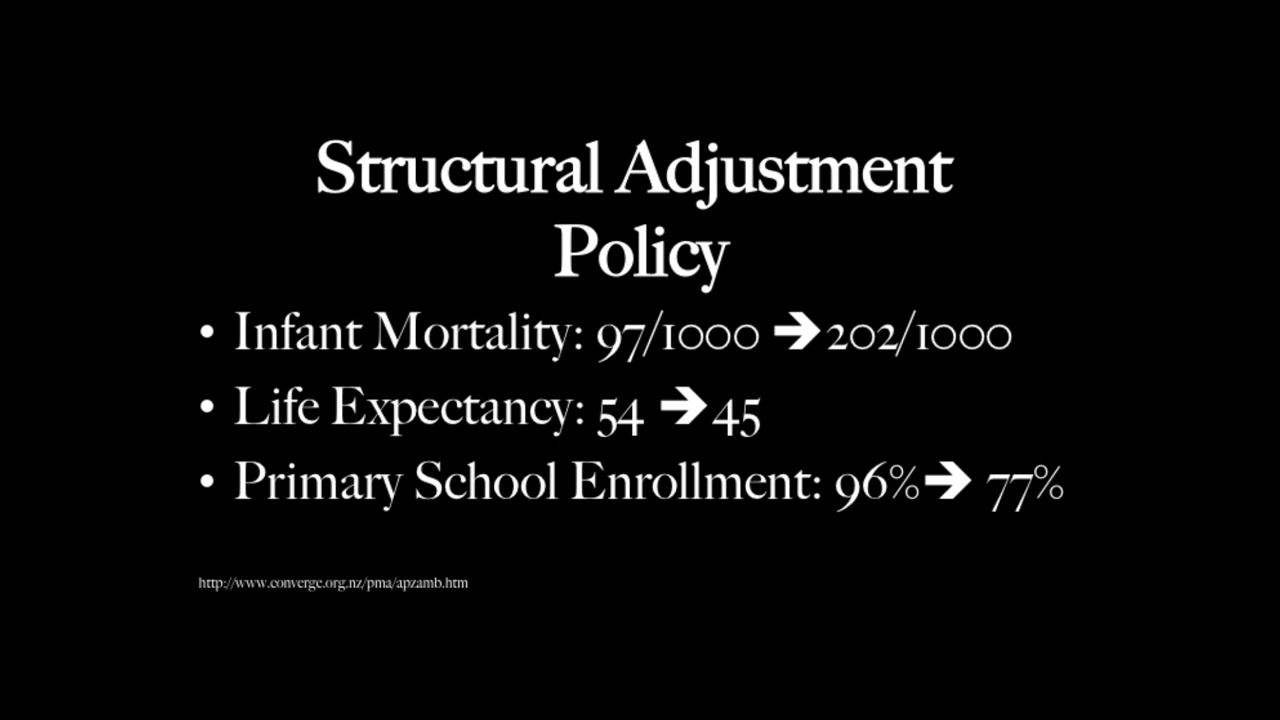 Structural Adjustment
Policy
• Infant Mortality: 97/1000 🡺202/1000
• Life Expectancy: 54 🡺45
• Primary School Enrollment: 96%🡺 77%
http://www.converge.org.nz/pma/apzamb.htm